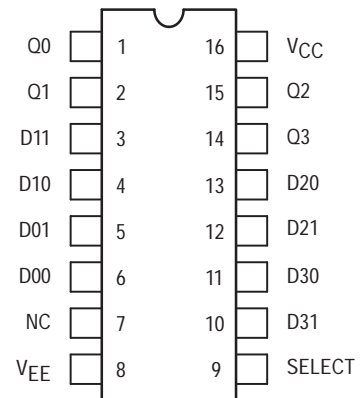 Q0 1 16 VCC
Q1 2 15 Q2
D11 3 14 Q3
D10 4 13 D20
D01 5 12 D21
D00 6 11 D30
NC 7 10 D31
VEE 8 9 SELECT